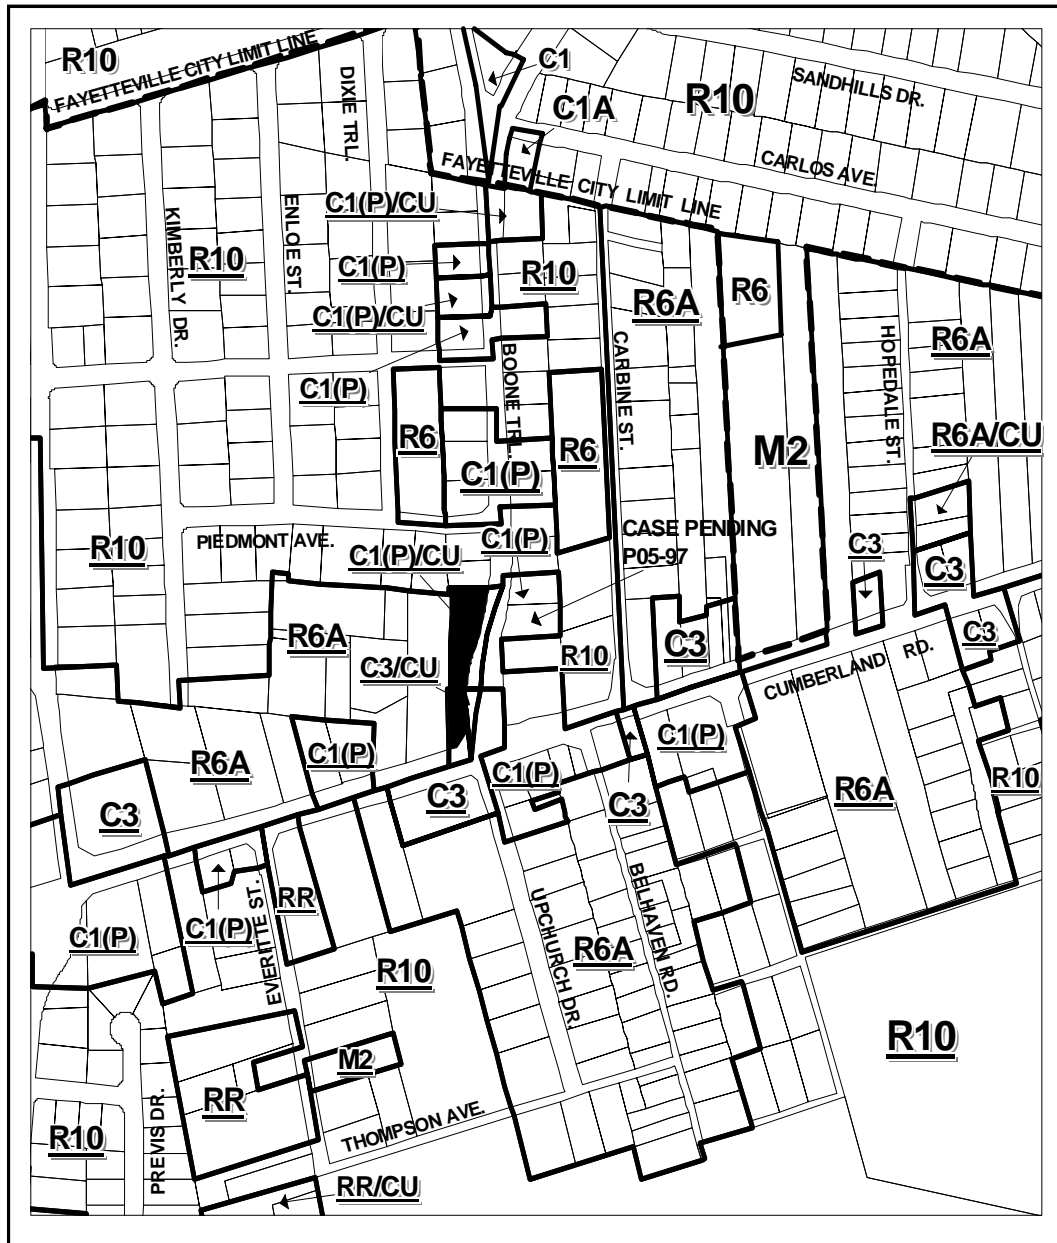 R10
FAYETTEVILLE CITY LIMIT LINE
DIXIE TRL.
C1
C1A
R10
SANDHILLS DR.
CARLOS AVE.
FAYETTEVILLE CITY LIMIT LINE
KIMBERLY DR.
R10
ENLOE ST.
C1(P)/CU
C1(P)
C1(P)/CU
C1(P)
R10
R6A
R6
R6A
HOPEDALE ST.
BOONE TRL.
CARBINE ST.
R6
C1(P)
R6
M2
R6A/CU
R10
PIEDMONT AVE.
C1(P)/CU
C1(P)
CASE PENDING
P05-97
C3
C3
R6A
C3/CU
R10
C3
C3
CUMBERLAND RD.
R6A
C1(P)
C1(P)
C1(P)
C3
C3
C3
R6A
R10
C1(P)
C1(P)
EVERITTE ST.
RR
R10
UPCHURCH DR.
R6A
BELHAVEN RD.
R10
M2
RR
R10
PREVIS DR.
THOMPSON AVE.
RR/CU